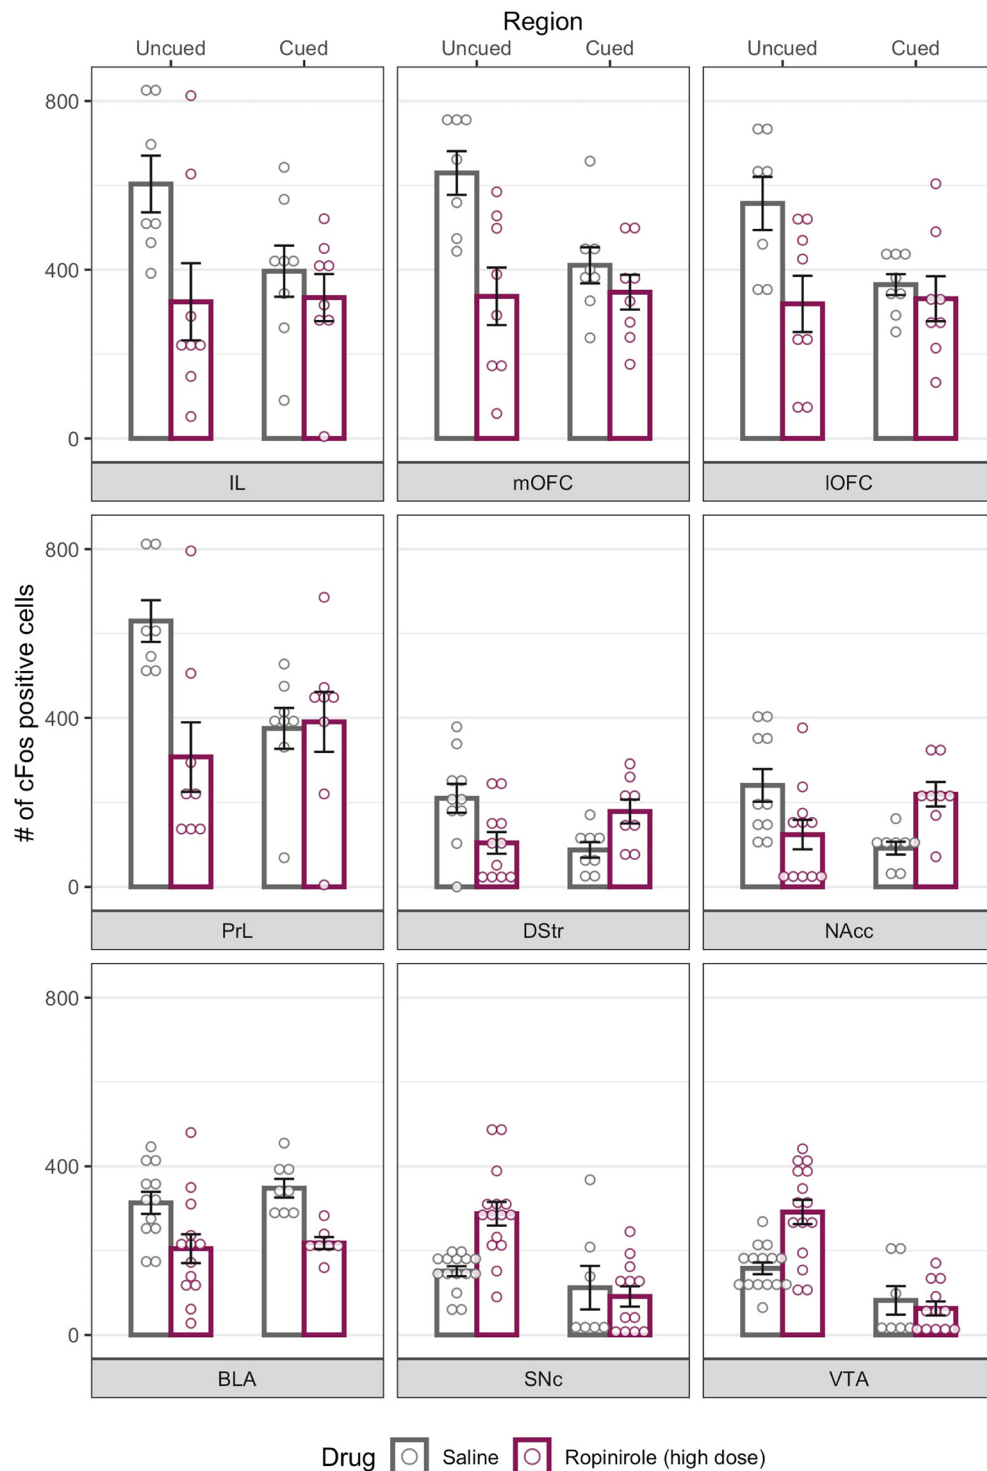 Region
Uncued Cued Uncued Cued Uncued Cued
800
400
0
IL mOFC lOFC
800
400
0
PrL DStr NAcc
# of cFos positive cells
800
400
0
BLA SNc VTA
Drug Saline Ropinirole (high dose)